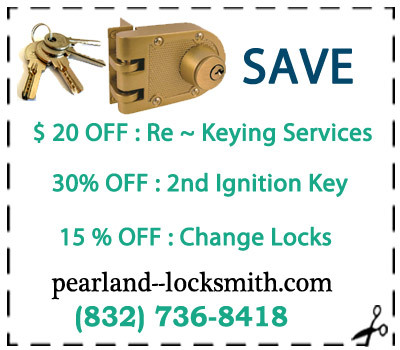 SAVE
$ 20 OFF : Re ~ Keying Services
30% OFF : 2nd Ignition Key
15 % OFF : Change Locks
pearland--locksmith.com
(832) 736-8418